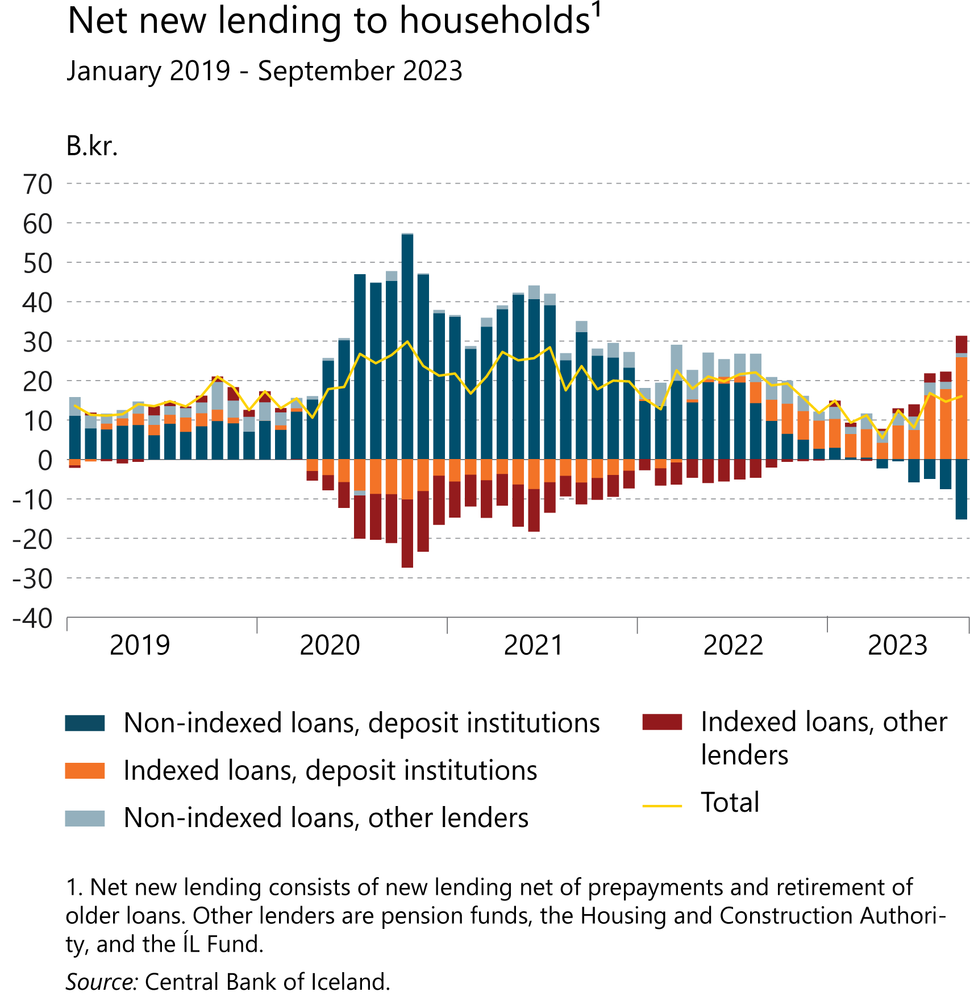 Net new lending to households¹
January 2019 - September 2023
B.kr.
70
60
50
40
30
20
10
0
-10
-20
-30
-40
2019 2020 2021 2022 2023
Non-indexed loans, deposit institutions
Indexed loans, deposit institutions
Non-indexed loans, other lenders
Indexed loans, other
lenders
Total
1. Net new lending consists of new lending net of prepayments and retirement of
older loans. Other lenders are pension funds, the Housing and Construction Authori-
ty, and the ÍL Fund.
Source: Central Bank of Iceland.